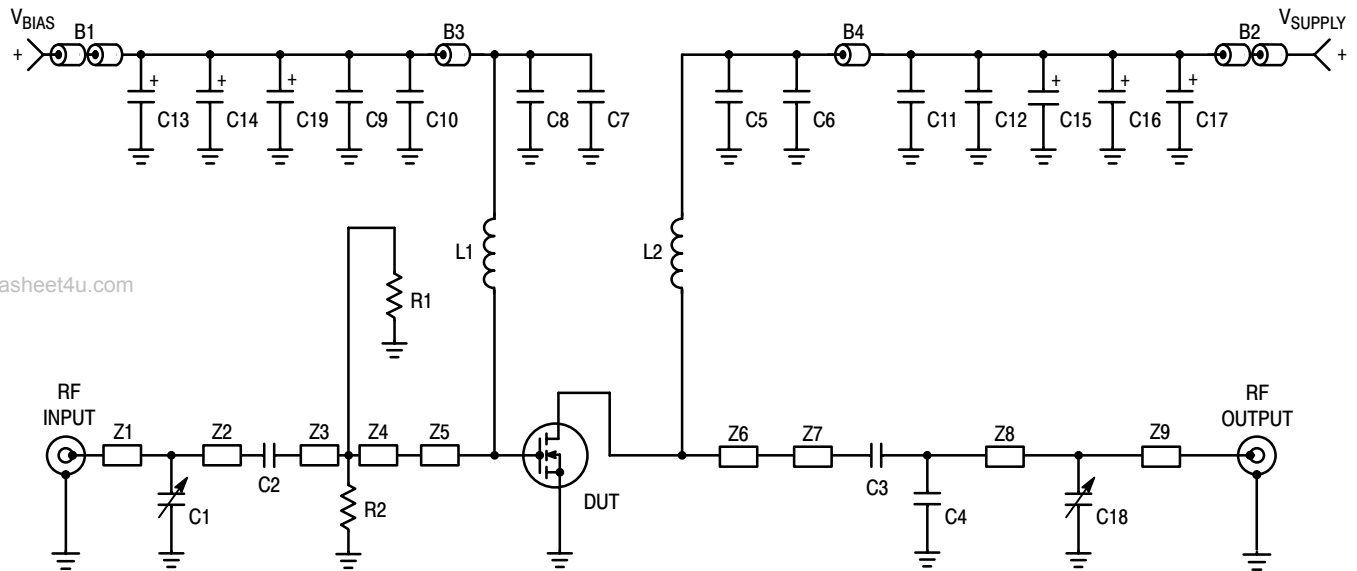 VBIAS
+
B1
B3
B4
B2
VSUPPLY
+
+
+
+
+
+
+
C13
C14
C19
C9
C10
C8
C7
C5
C6
C11
C12
C15
C16
C17
L1
L2
asheet4u.com
R1
RF
INPUT
Z1
Z2
Z3
Z4
Z5
Z6
Z7
Z8
Z9
RF
OUTPUT
C2
C3
C1
R2
DUT
C4
C18